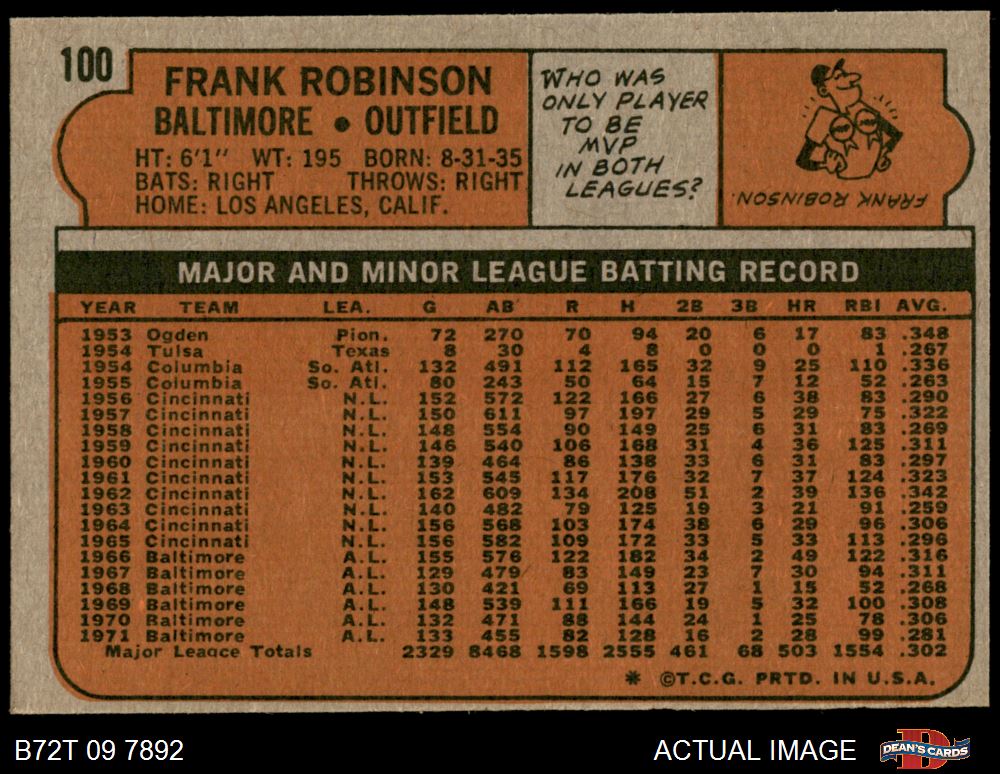 100
FRANK ROBINSON
BALTIMORE • OUTFIELD
HT: 6'1" WT: 195 BORN: 8-31-35
BATS: RIGHT THROWS: RIGHT
HOME: LOS ANGELES, CALIF.
WHO WAS
ONLY PLAYER
TO BE
MVP
IN BOTH
LEAGUES?
FRANK ROBINSON.
MAJOR AND MINOR LEAGUE BATTING RECORD
YEAR TEAM LEA. G AB R H 2B 3B HR RBI AVG.
1953 Ogden Pion. 72 270 70 94 20 6 17 83 .348
1954 Tulsa Texas 8 30 4 8 0 0 0 1 .267
1954 Columbia So. Atl. 132 491 112 165 32 9 25 110 .336
1955 Columbia So. Atl. 80 243 50 64 15 7 12 52 .263
1956 Cincinnati N.L. 152 572 122 166 27 6 38 83 .290
1957 Cincinnati N.L. 150 611 97 197 29 5 29 75 .322
1958 Cincinnati N.L. 148 554 90 149 25 6 31 83 .269
1959 Cincinnati N.L. 146 540 106 168 31 4 36 125 .311
1960 Cincinnati N.L. 139 464 86 138 33 6 31 83 .297
1961 Cincinnati N.L. 153 545 117 176 32 7 37 124 .323
1962 Cincinnati N.L. 162 609 134 208 51 2 39 136 .342
1963 Cincinnati N.L. 140 482 79 125 19 3 21 91 .259
1964 Cincinnati N.L. 156 568 103 174 38 6 29 96 .306
1965 Cincinnati N.L. 156 582 109 172 33 5 33 113 .296
1966 Baltimore A.L. 155 576 122 182 34 2 49 122 .316
1967 Baltimore A.L. 129 479 83 149 23 7 30 94 .311
1968 Baltimore A.L. 130 421 69 113 27 1 15 52 .268
1969 Baltimore A.L. 148 539 111 166 19 5 32 100 .308
1970 Baltimore A.L. 132 471 88 144 24 1 25 78 .306
1971 Baltimore A.L. 133 455 82 128 16 2 28 99 .281
Major League Totals 2329 8468 1598 2555 461 68 503 1554 .302
* ©T.C.G. PRTD. IN U.S.A.
B72T 09 7892
ACTUAL IMAGE
DEAN'S CARDS